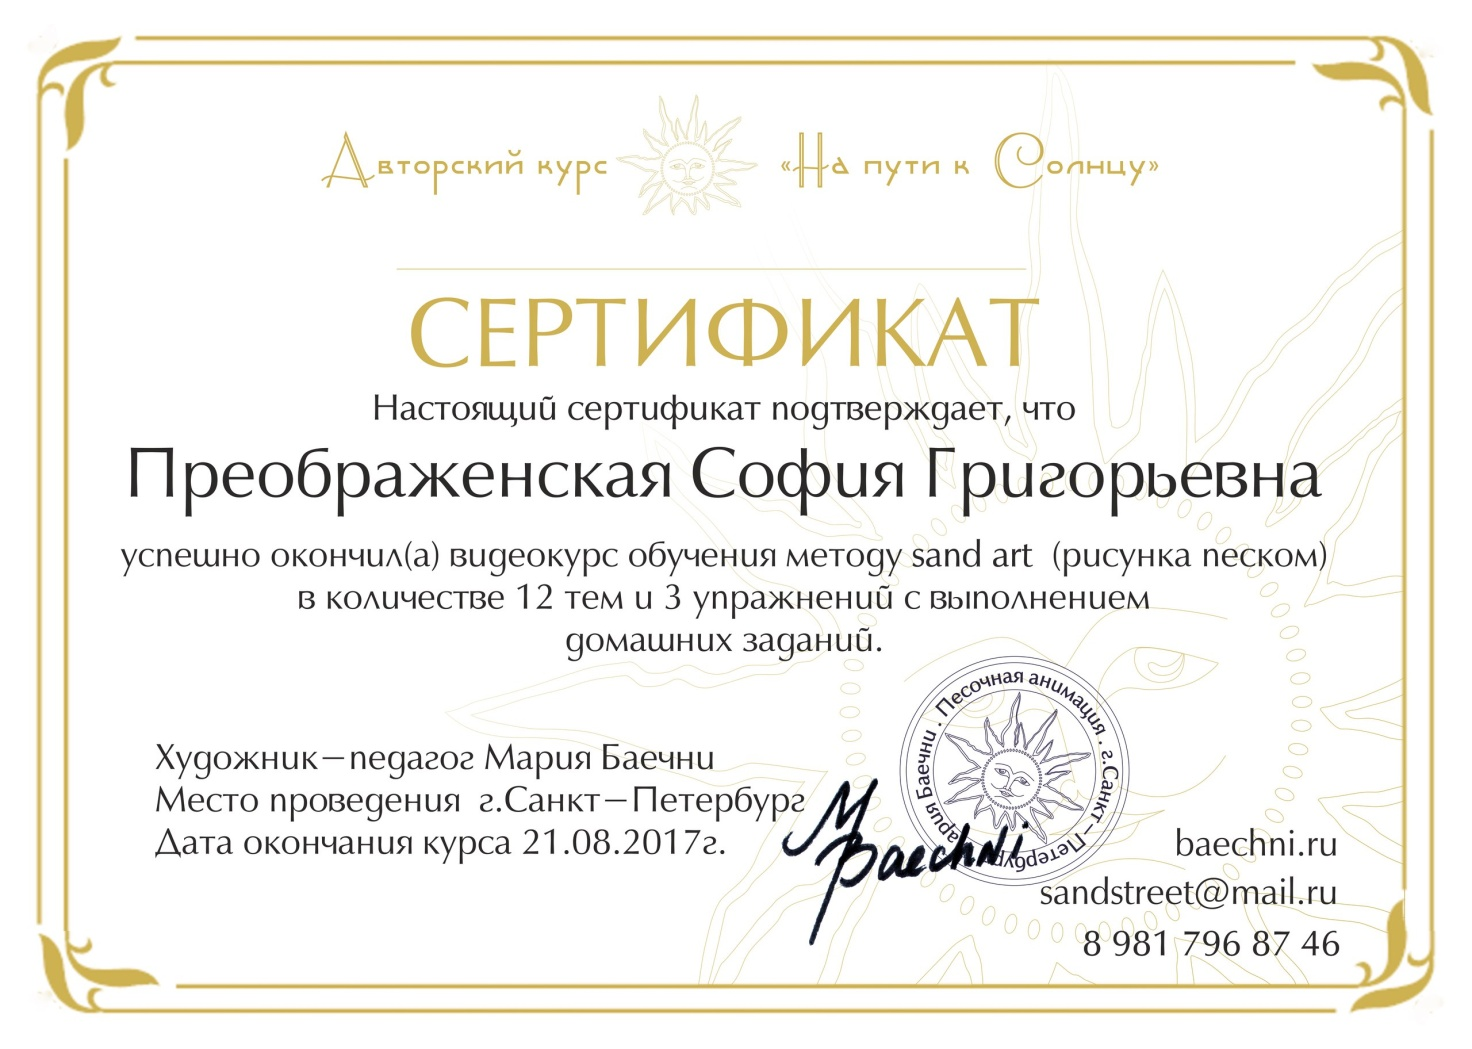 Авторский курс «На пути к Солнцу»
СЕРТИФИКАТ
Настоящий сертификат подтверждает, что
Преображенская София Григорьевна
успешно окончил(а) видеокурс обучения методу sand art (рисунка песком)
в количестве 12 тем и 3 упражнений с выполнением
домашних заданий.
Художник–педагог Мария Баечни
Место проведения г.Санкт–Петербург
Дата окончания курса 21.08.2017г.
M Baechni
Мария Баечни . Песочная анимация . г.Санкт–Петербург
baechni.ru
sandstreet@mail.ru
8 981 796 87 46